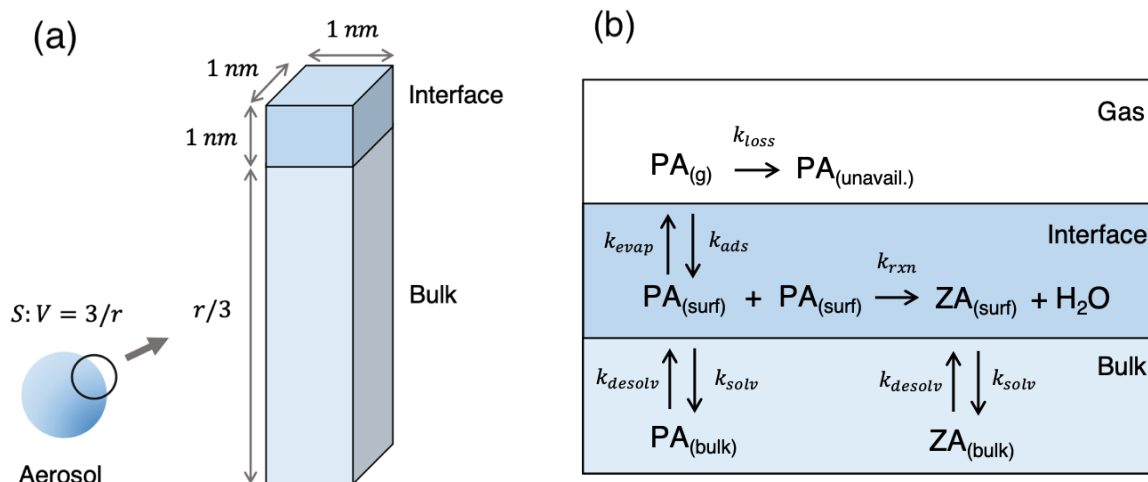 (a)
1 nm
1 nm
Interface
1 nm
Bulk
r/3
S: V = 3/r
Aerosol
(b)
Gas
k_loss
PA(g) → PA(unavail.)
k_evap k_ads
Interface
k_rxn
PA(surf) + PA(surf) → ZA(surf) + H₂O
Bulk
k_desolv k_solv k_desolv k_solv
PA(bulk) ZA(bulk)